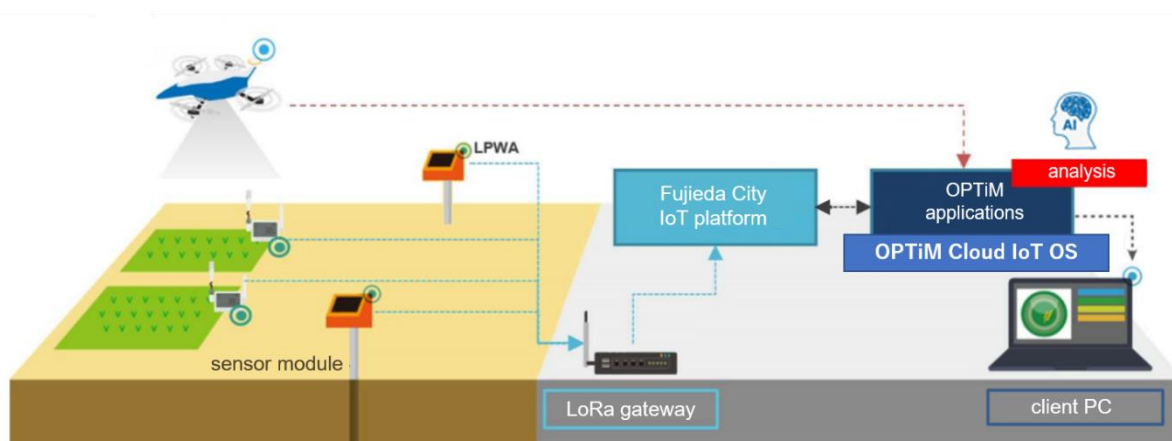 LPWA
AI
analysis
Fujieda City
IoT platform
OPTiM
applications
OPTiM Cloud IoT OS
sensor module
LoRa gateway
client PC